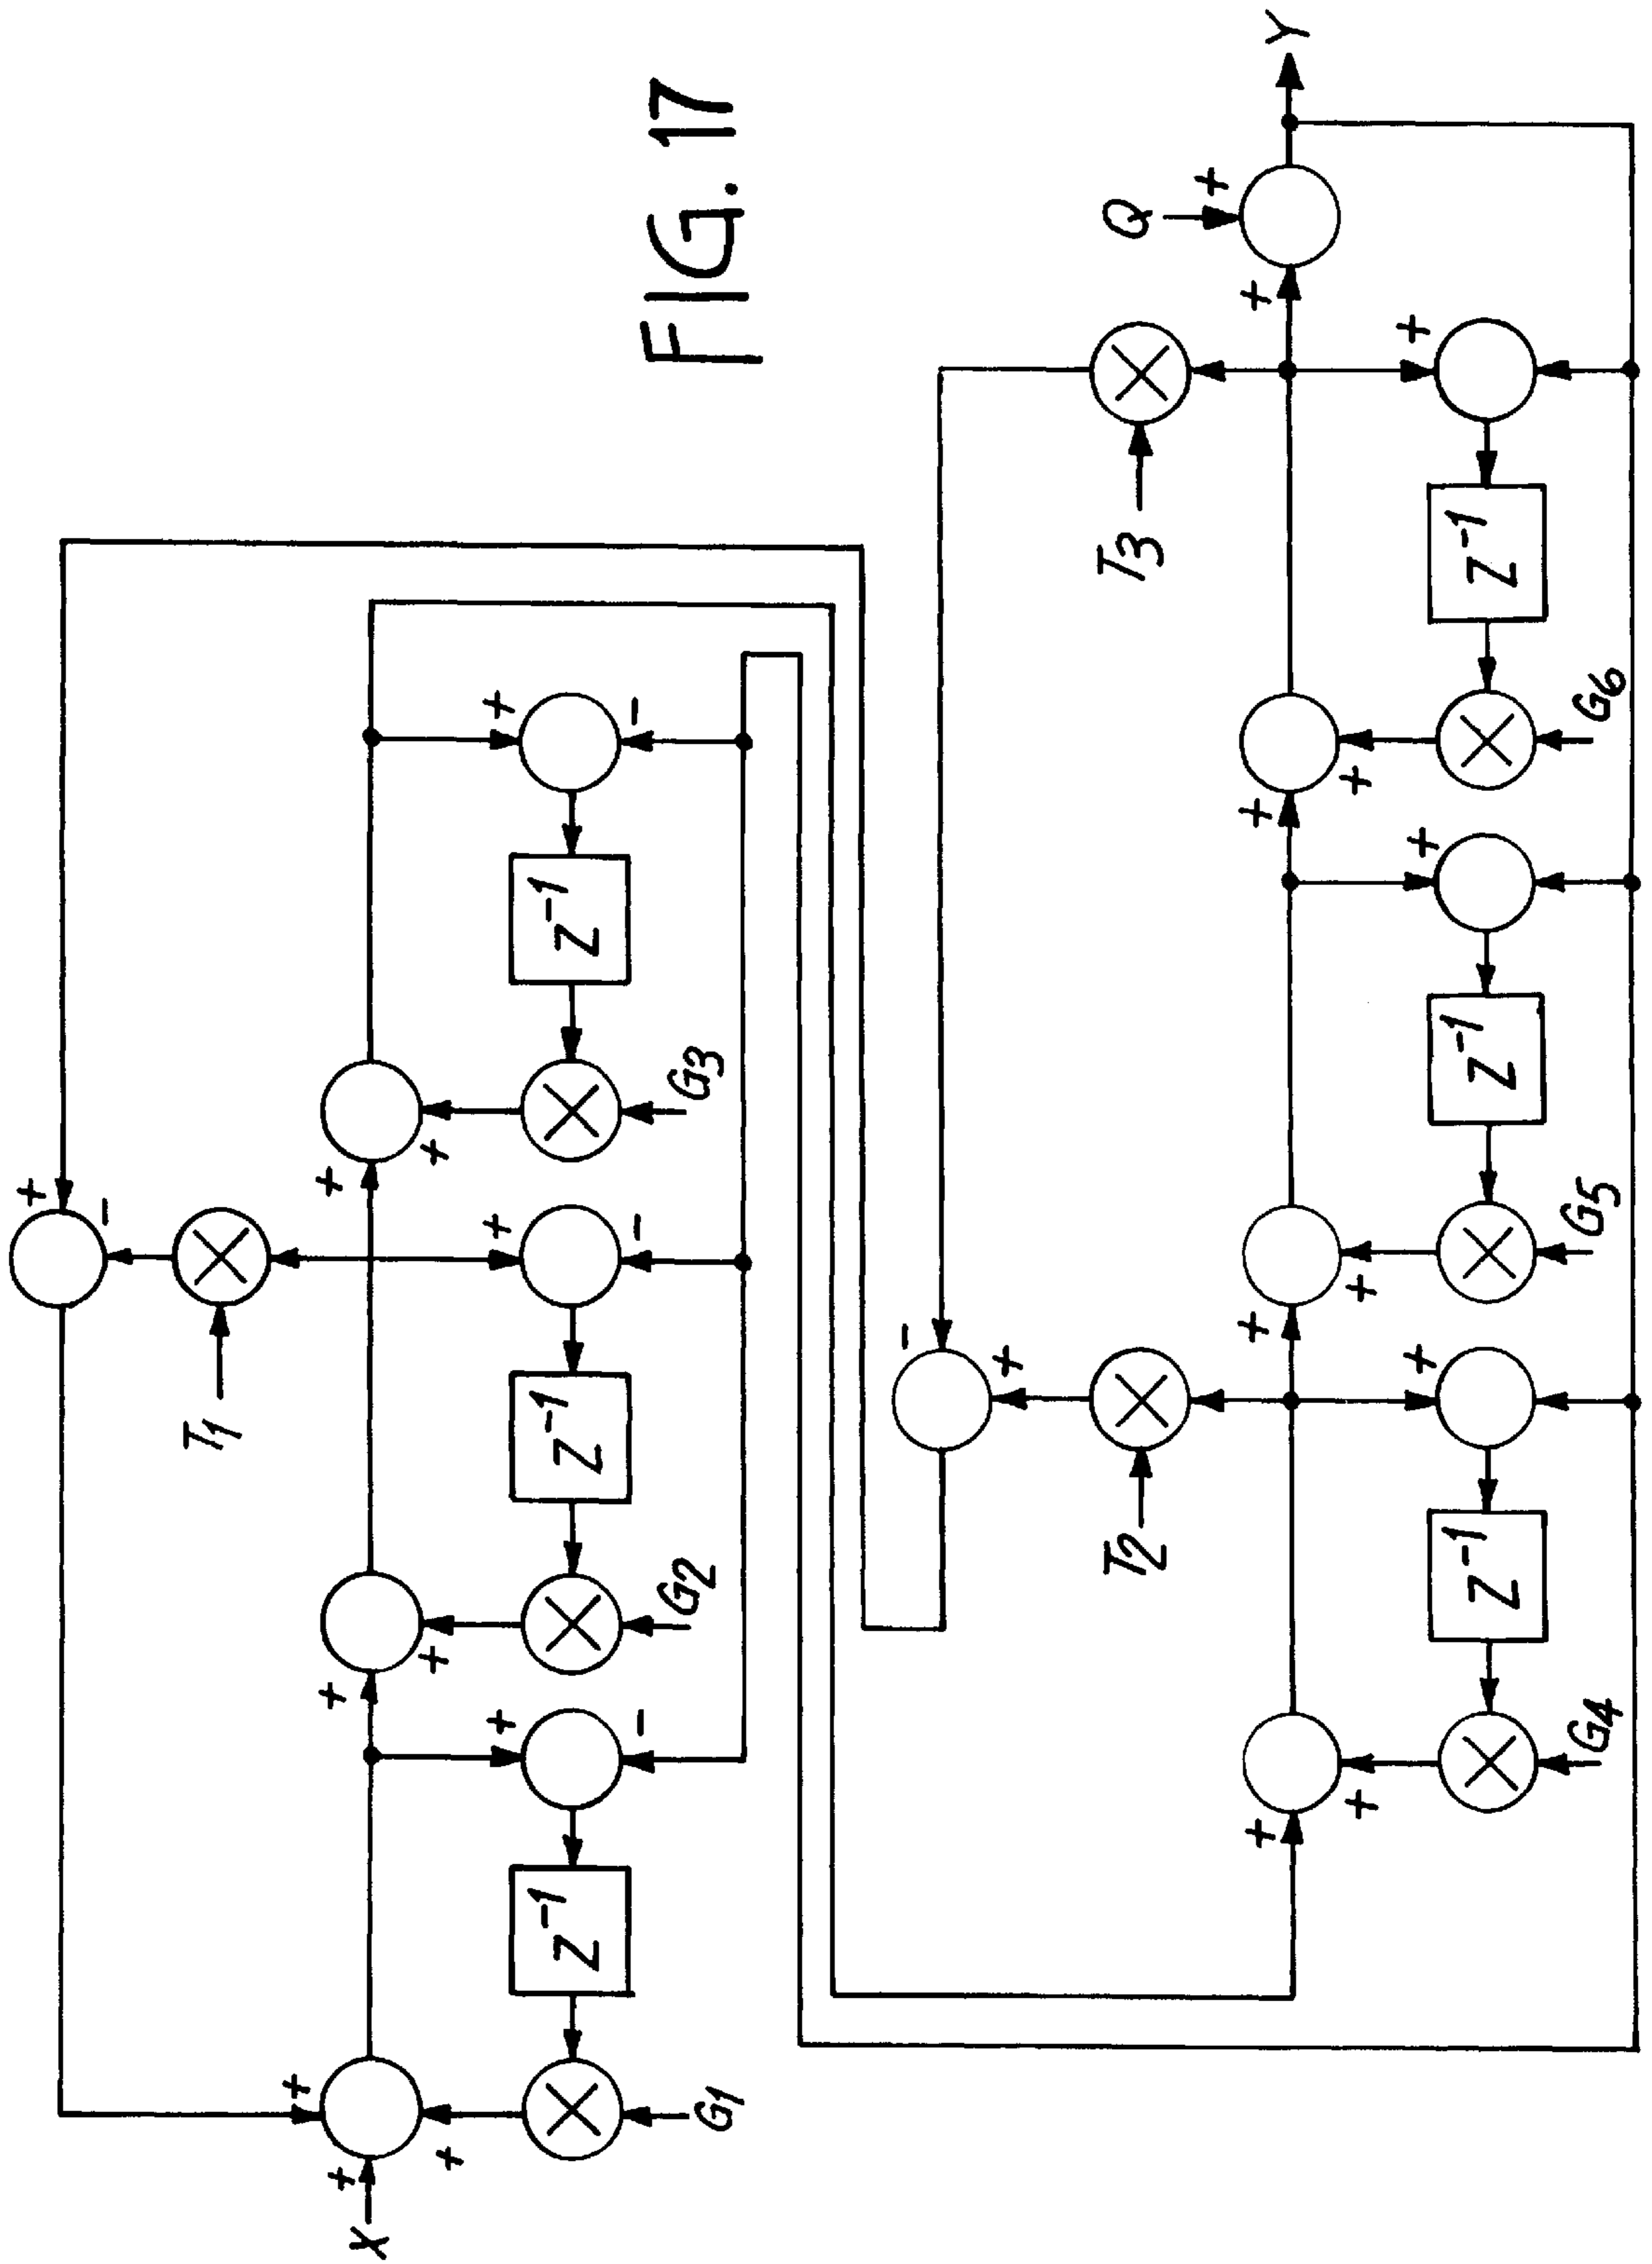 +
−
T1
+ + + +
X
+ + +
+ + +
Z⁻¹ Z⁻¹ Z⁻¹
− − −
G1 G2 G3
FIG. 17
−
+
T2 T3 Q
+
+ + + +
Y
+ + +
+ + +
Z⁻¹ Z⁻¹ Z⁻¹
G4 G5 G6